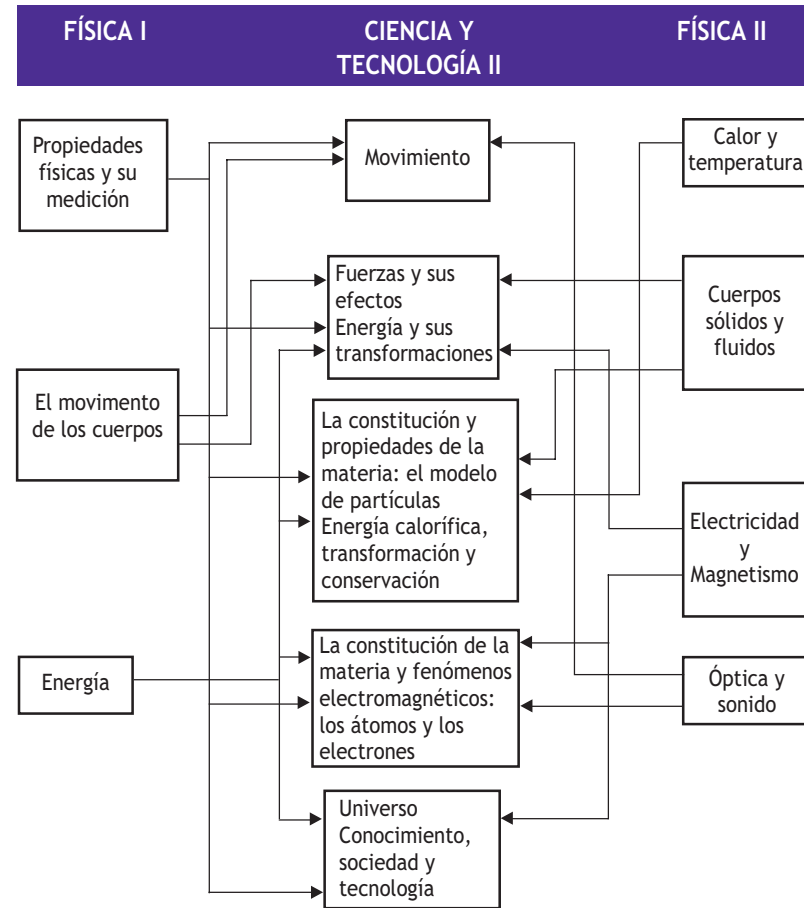 FÍSICA I
CIENCIA Y
TECNOLOGÍA II
FÍSICA II
Propiedades
físicas y su
medición
El movimento
de los cuerpos
Energía
Movimiento
Fuerzas y sus
efectos
Energía y sus
transformaciones
La constitución y
propiedades de la
materia: el modelo
de partículas
Energía calorífica,
transformación y
conservación
La constitución de la
materia y fenómenos
electromagnéticos:
los átomos y los
electrones
Universo
Conocimiento,
sociedad y
tecnología
Calor y
temperatura
Cuerpos
sólidos y
fluidos
Electricidad
y
Magnetismo
Óptica y
sonido